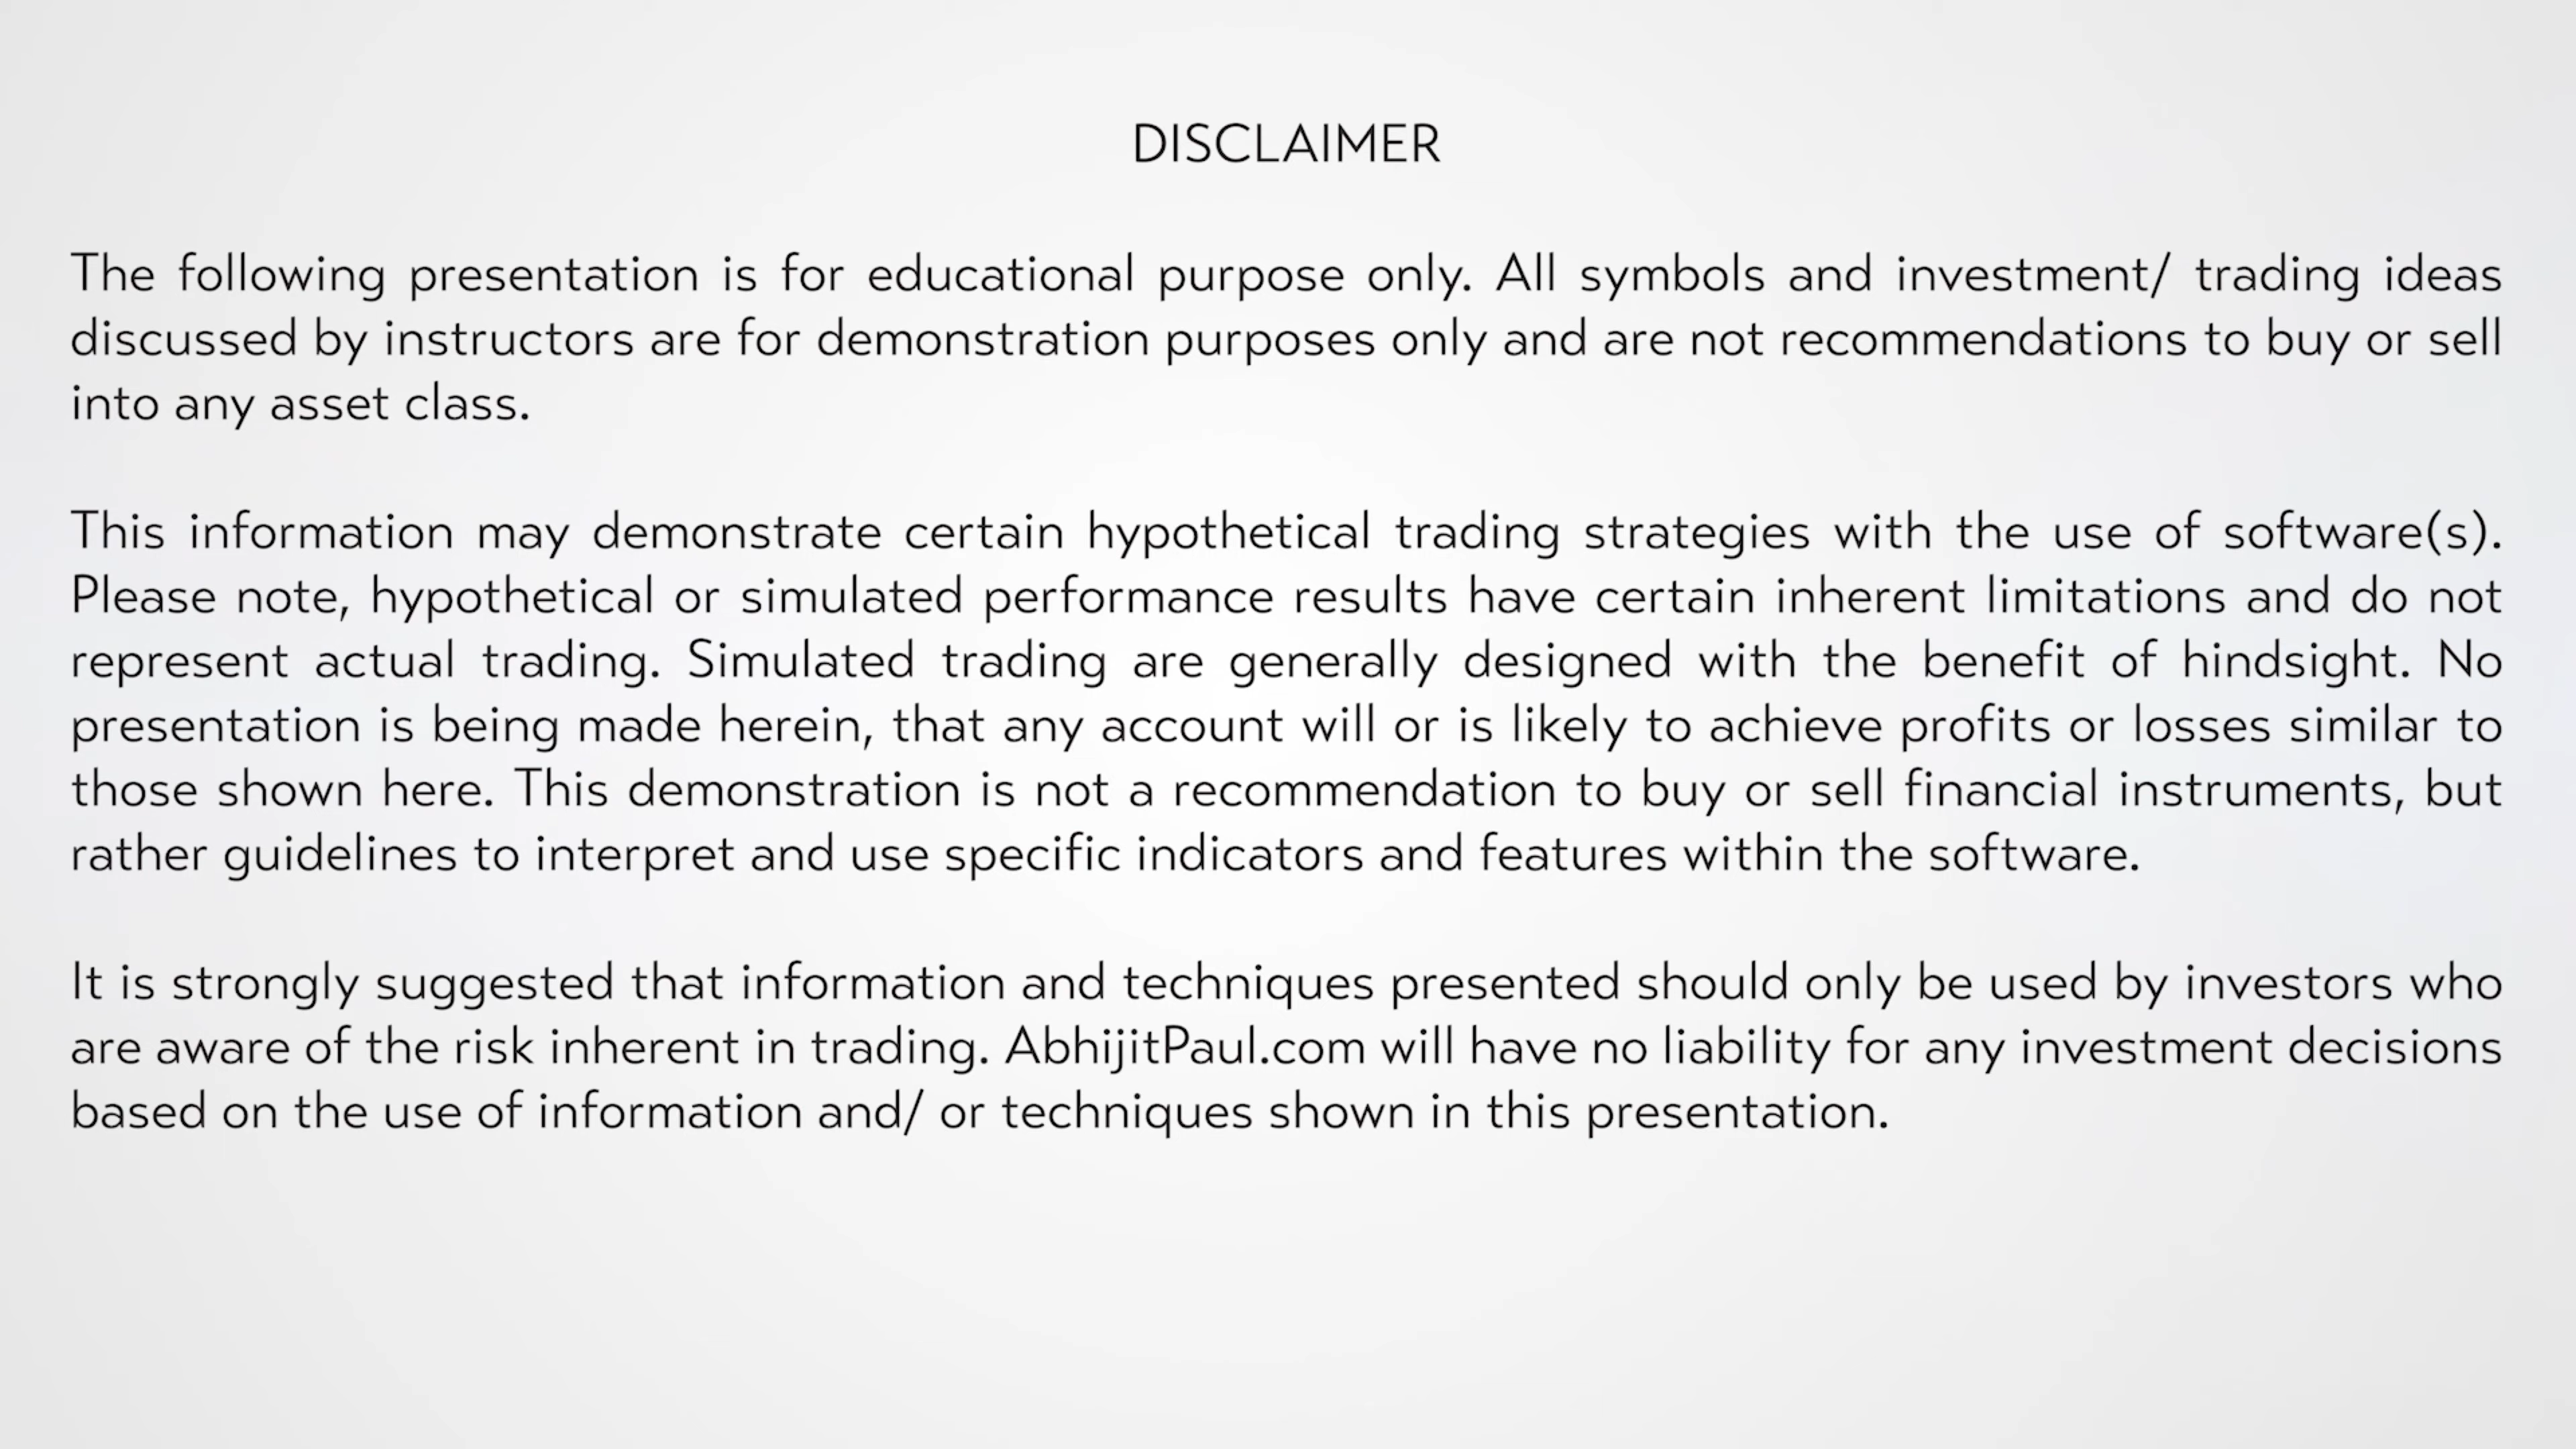 DISCLAIMER
The following presentation is for educational purpose only. All symbols and investment/ trading ideas
discussed by instructors are for demonstration purposes only and are not recommendations to buy or sell
into any asset class.
This information may demonstrate certain hypothetical trading strategies with the use of software(s).
Please note, hypothetical or simulated performance results have certain inherent limitations and do not
represent actual trading. Simulated trading are generally designed with the benefit of hindsight. No
presentation is being made herein, that any account will or is likely to achieve profits or losses similar to
those shown here. This demonstration is not a recommendation to buy or sell financial instruments, but
rather guidelines to interpret and use specific indicators and features within the software.
It is strongly suggested that information and techniques presented should only be used by investors who
are aware of the risk inherent in trading. AbhijitPaul.com will have no liability for any investment decisions
based on the use of information and/ or techniques shown in this presentation.